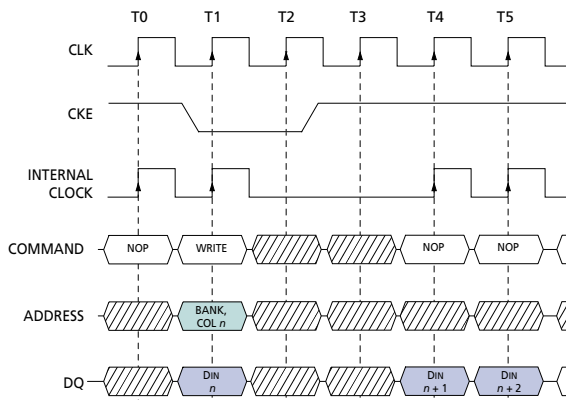 T0 T1 T2 T3 T4 T5
CLK
CKE
INTERNAL
CLOCK
COMMAND NOP WRITE NOP NOP
ADDRESS BANK,
COL n
DQ DIN DIN DIN
n n + 1 n + 2